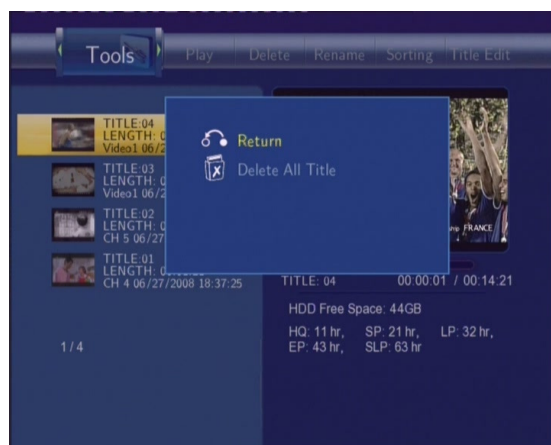 Tools Play Delete Rename Sorting Title Edit
TITLE:04
LENGTH: 0
Video1 06/2
TITLE:03
LENGTH: 0
Video1 06/2
TITLE:02
LENGTH: 0
CH 5 06/27
TITLE:01
LENGTH:
CH 4 06/27/2008 18:37:25
1/4
Return
Delete All Title
FRANCE
TITLE: 04 00:00:01 / 00:14:21
HDD Free Space: 44GB
HQ: 11 hr, SP: 21 hr, LP: 32 hr,
EP: 43 hr, SLP: 63 hr